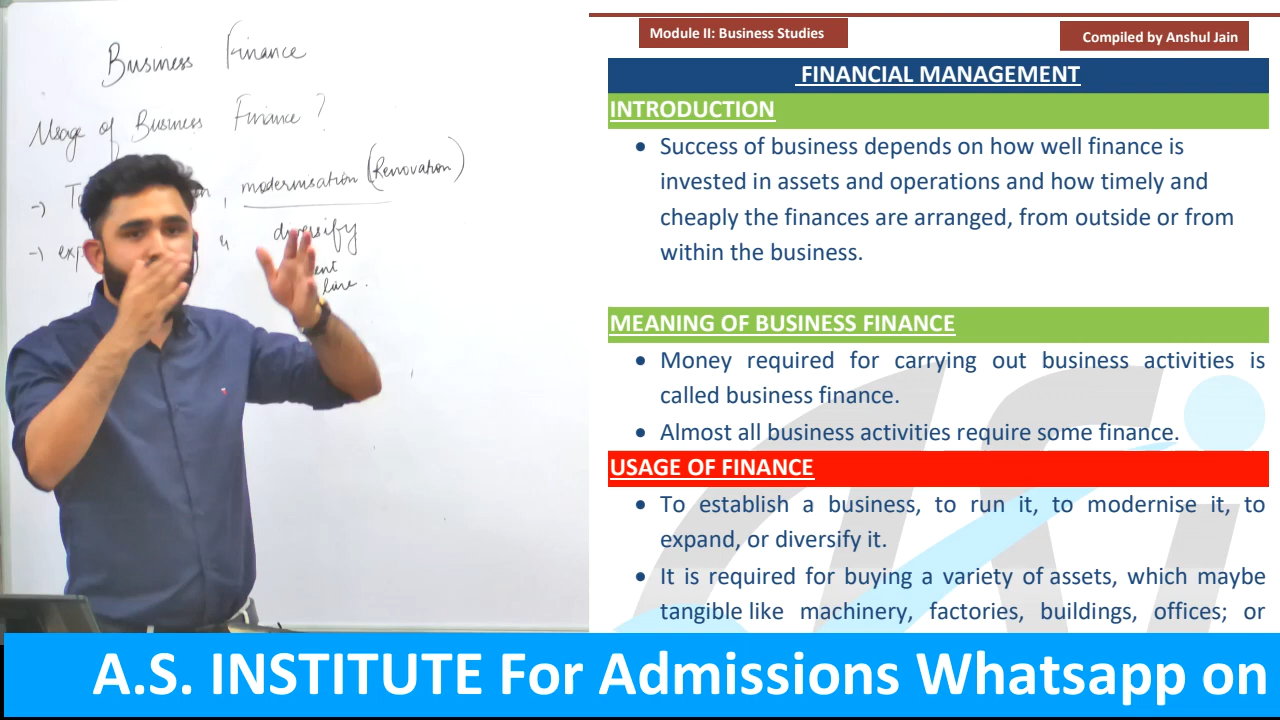 Business Finance
Usage of Business Finance?
modernisation (Renovation)
diversify
line.
Module II: Business Studies
Compiled by Anshul Jain
FINANCIAL MANAGEMENT
INTRODUCTION
• Success of business depends on how well finance is
invested in assets and operations and how timely and
cheaply the finances are arranged, from outside or from
within the business.
MEANING OF BUSINESS FINANCE
• Money required for carrying out business activities is
called business finance.
• Almost all business activities require some finance.
USAGE OF FINANCE
• To establish a business, to run it, to modernise it, to
expand, or diversify it.
• It is required for buying a variety of assets, which maybe
tangible like machinery, factories, buildings, offices; or
A.S. INSTITUTE For Admissions Whatsapp on